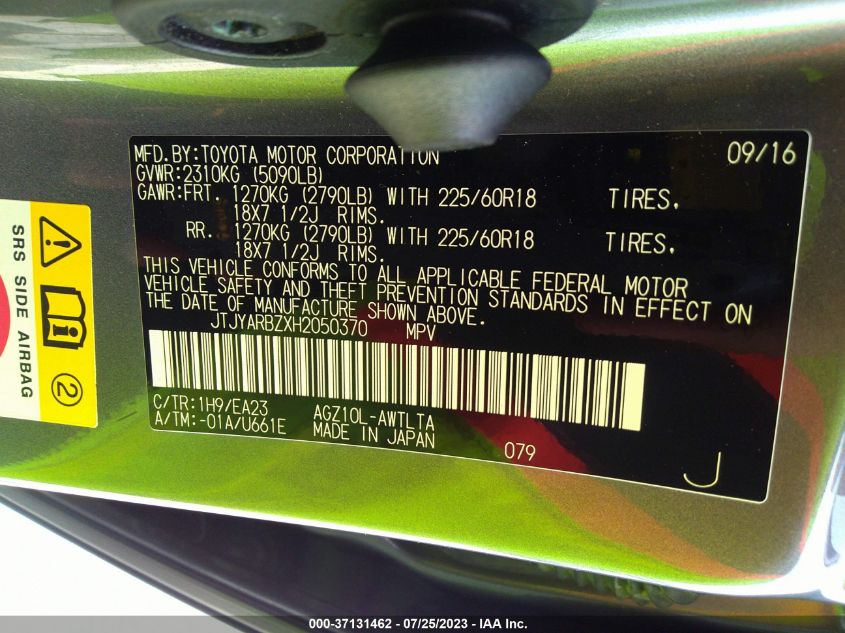 MFD.BY:TOYOTA MOTOR CORPORATION 09/16
GVWR:2310KG (5090LB)
GAWR:FRT. 1270KG (2790LB) WITH 225/60R18 TIRES.
18X7 1/2J RIMS.
RR. 1270KG (2790LB) WITH 225/60R18 TIRES.
18X7 1/2J RIMS.
THIS VEHICLE CONFORMS TO ALL APPLICABLE FEDERAL MOTOR
VEHICLE SAFETY AND THEFT PREVENTION STANDARDS IN EFFECT ON
THE DATE OF MANUFACTURE SHOWN ABOVE.
JTJYARBZXH2050370 MPV
C/TR:1H9/EA23 AGZ10L-AWTLTA
A/TM:-01A/U661E MADE IN JAPAN 079
J
SRS SIDE AIRBAG
2
000-37131462 - 07/25/2023 - IAA Inc.